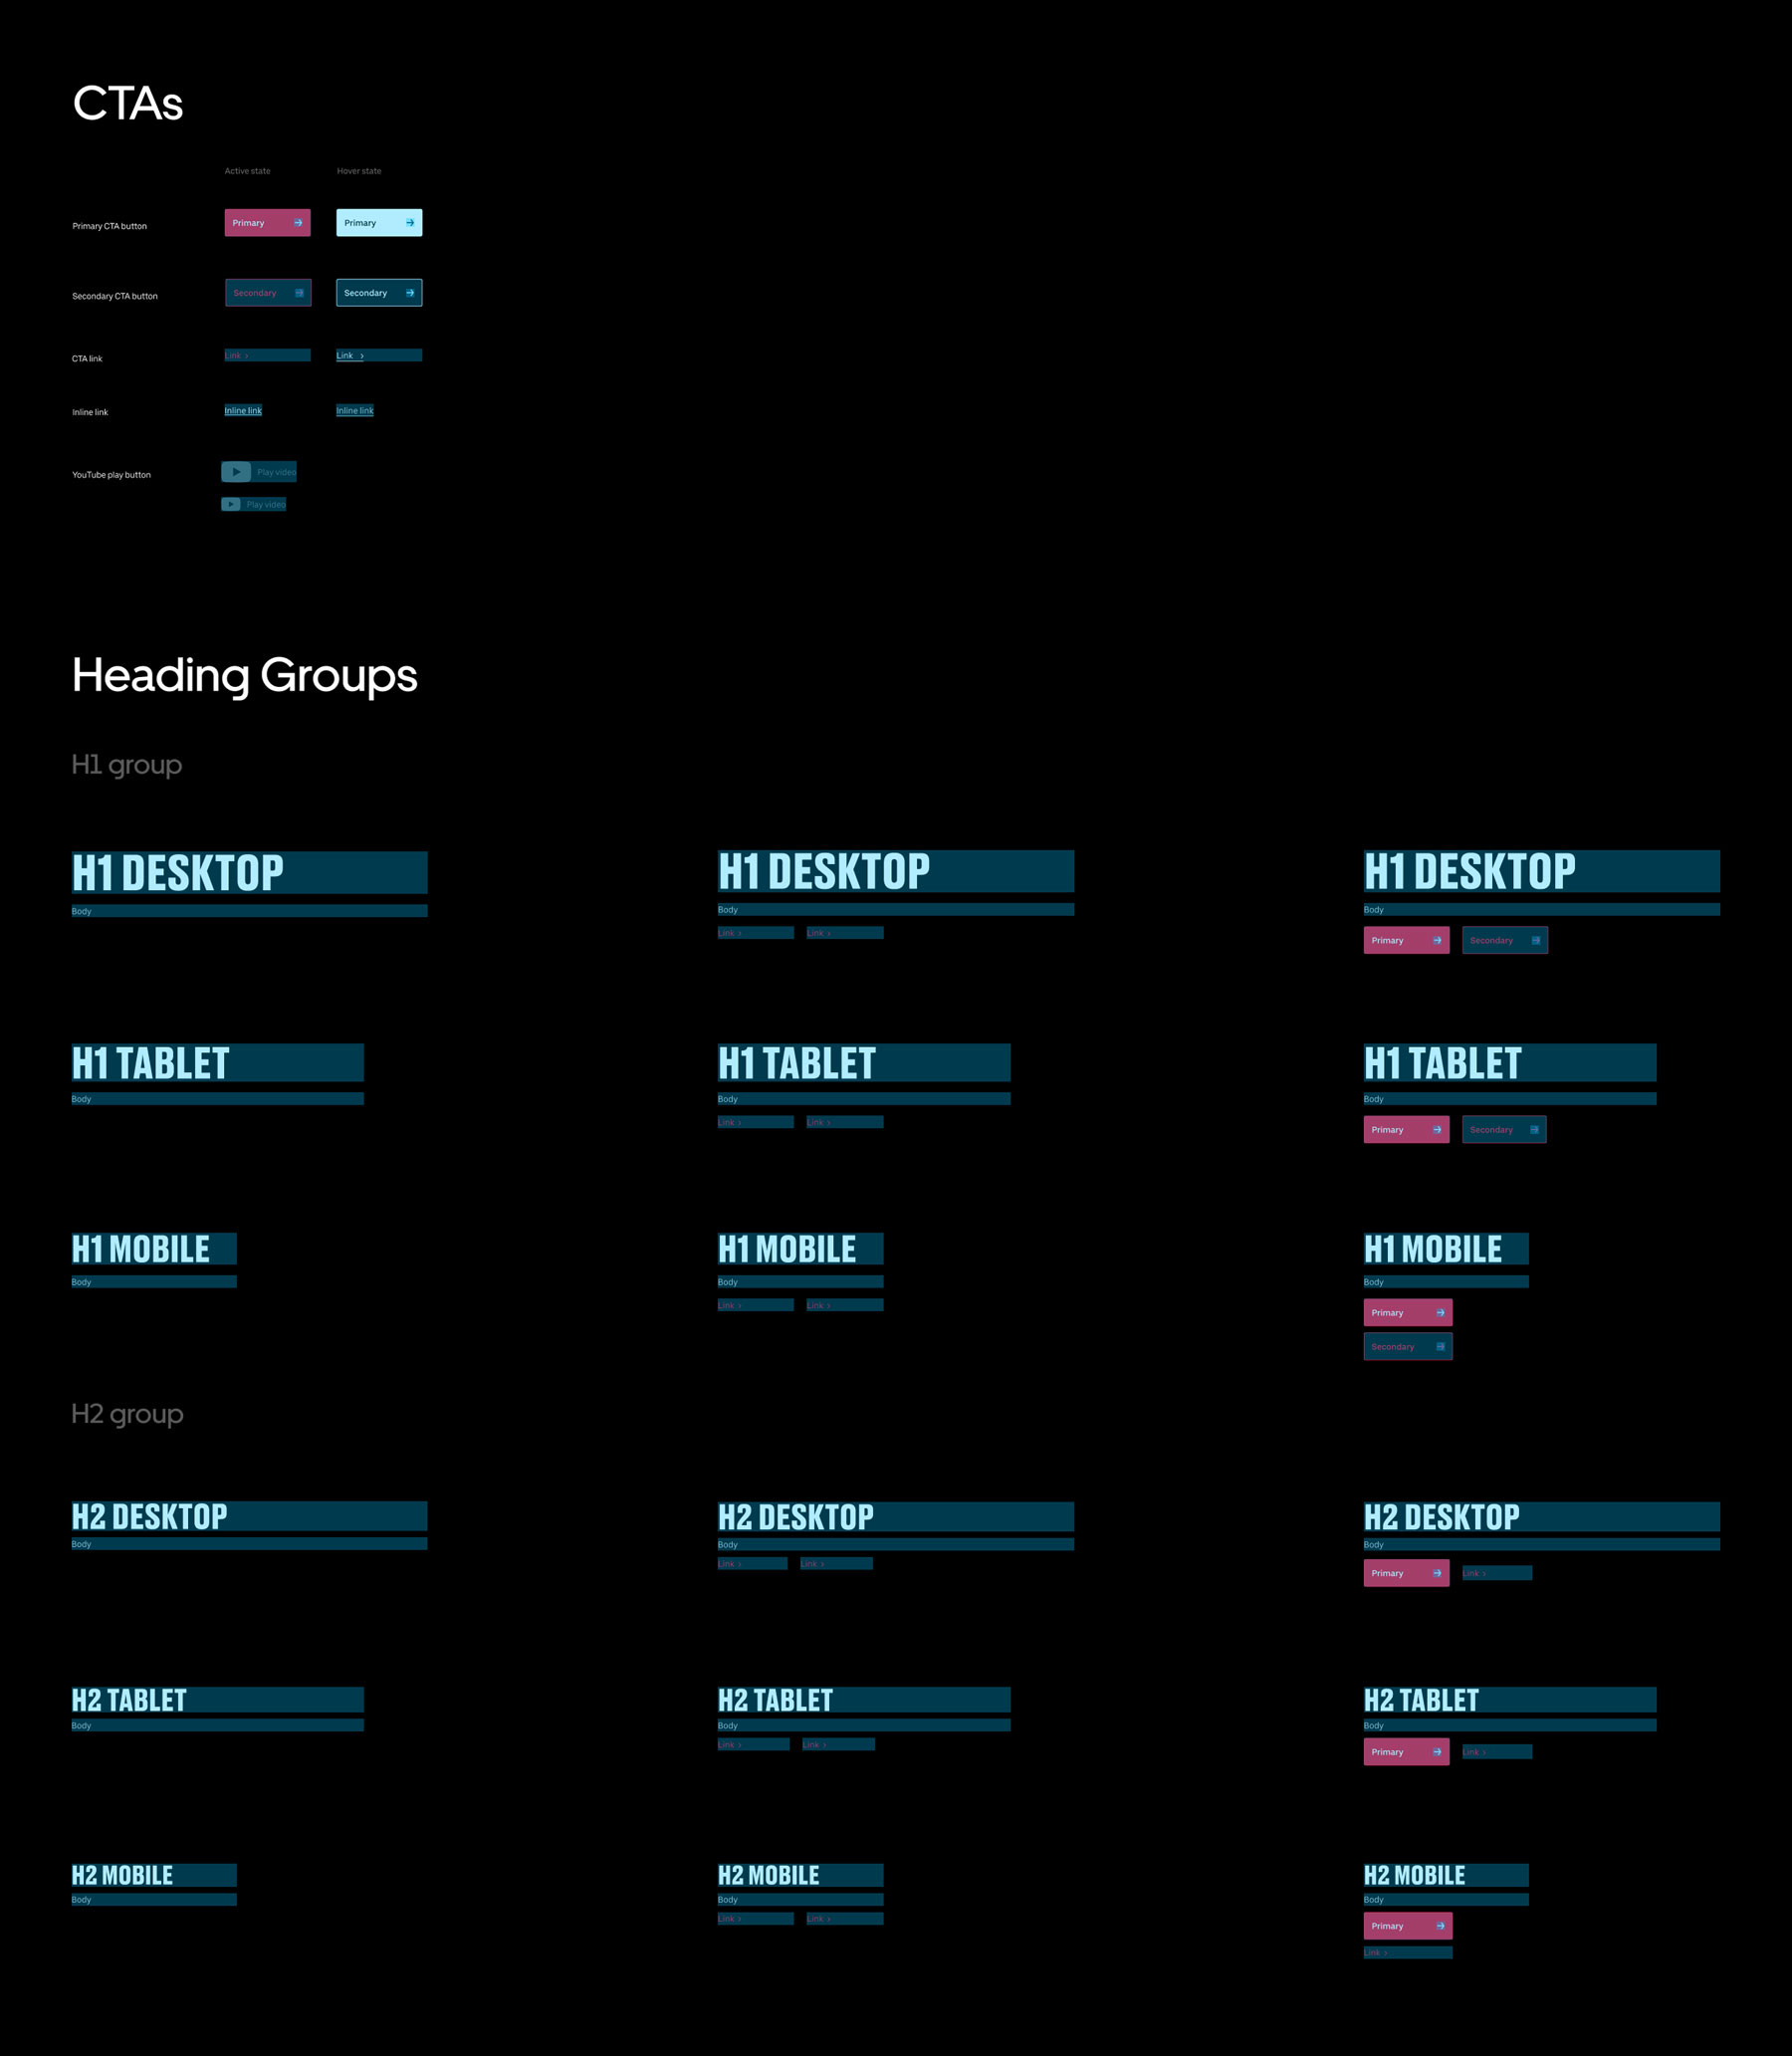 CTAs
Active state Hover state
Primary CTA button Primary Primary
Secondary CTA button Secondary Secondary
CTA link Link > Link >
Inline link Inline link Inline link
YouTube play button Play video
Play video
Heading Groups
H1 group
H1 DESKTOP H1 DESKTOP H1 DESKTOP
Body Body Body
Link > Link > Primary Secondary
H1 TABLET H1 TABLET H1 TABLET
Body Body Body
Link > Link > Primary Secondary
H1 MOBILE H1 MOBILE H1 MOBILE
Body Body Body
Link > Link > Primary
Secondary
H2 group
H2 DESKTOP H2 DESKTOP H2 DESKTOP
Body Body Body
Link > Link > Primary Link >
H2 TABLET H2 TABLET H2 TABLET
Body Body Body
Link > Link > Primary Link >
H2 MOBILE H2 MOBILE H2 MOBILE
Body Body Body
Link > Link > Primary
Link >